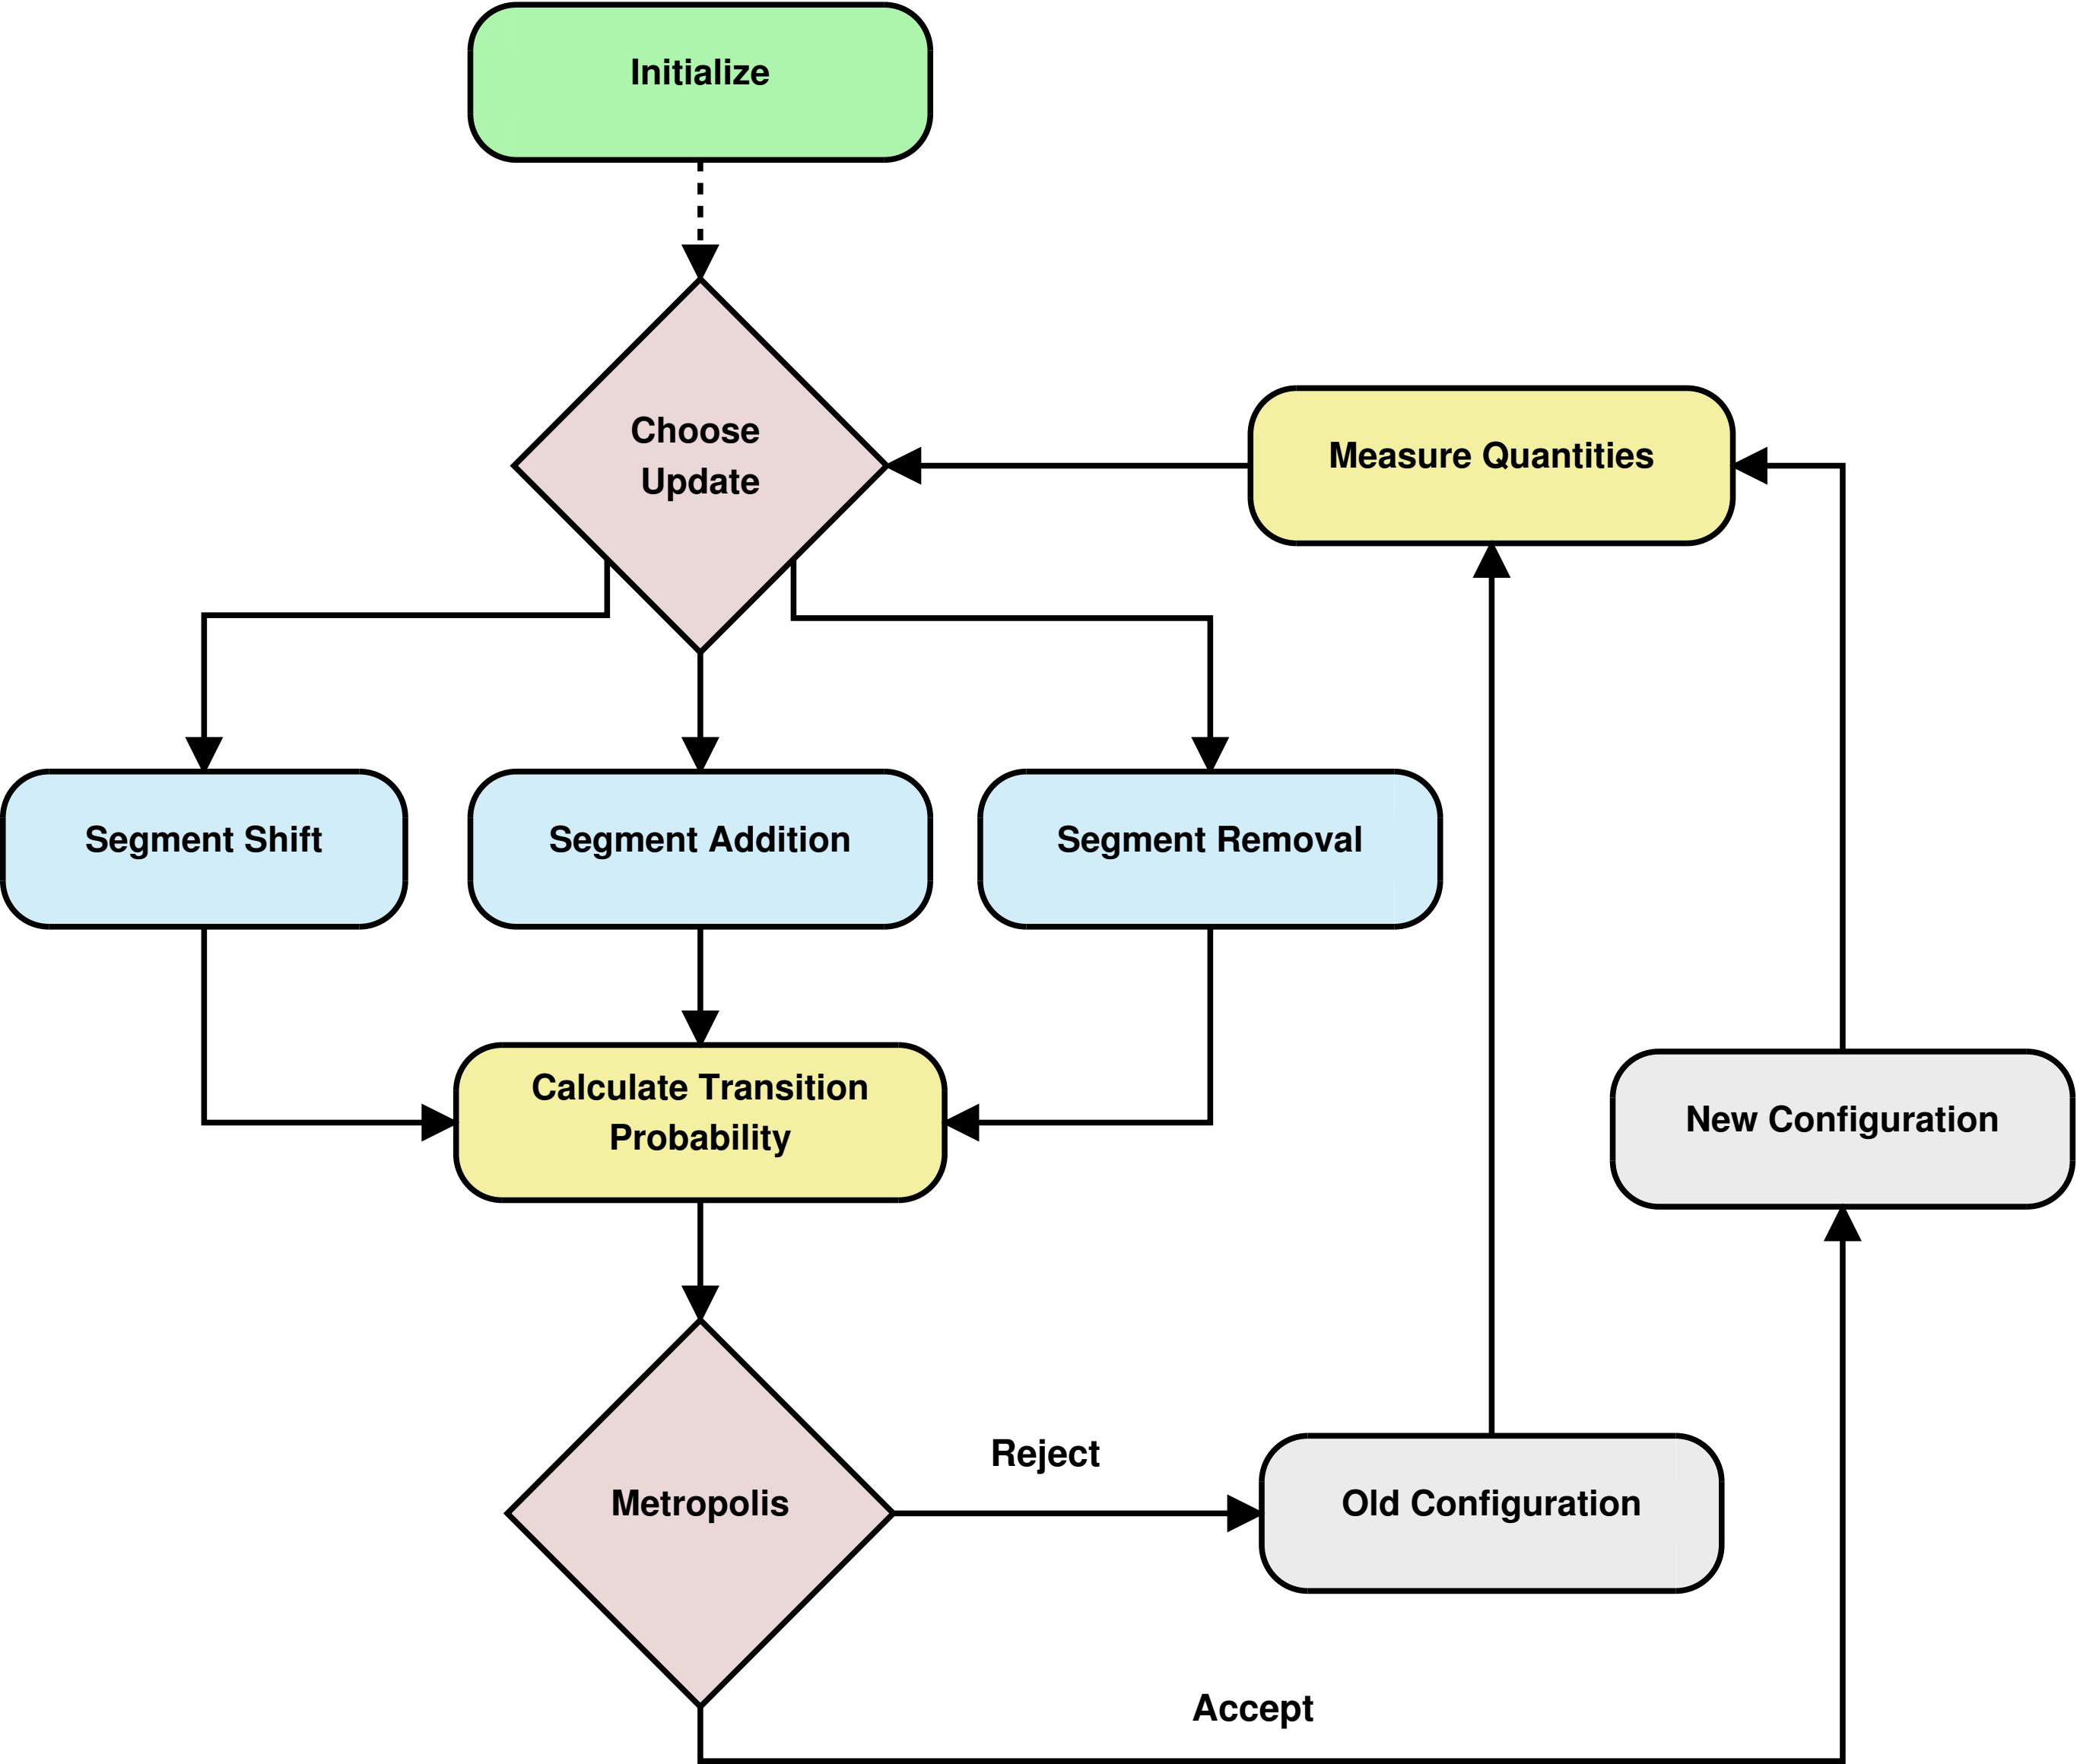 Initialize
Choose
Update
Measure Quantities
Segment Shift
Segment Addition
Segment Removal
Calculate Transition
Probability
New Configuration
Metropolis
Reject
Old Configuration
Accept